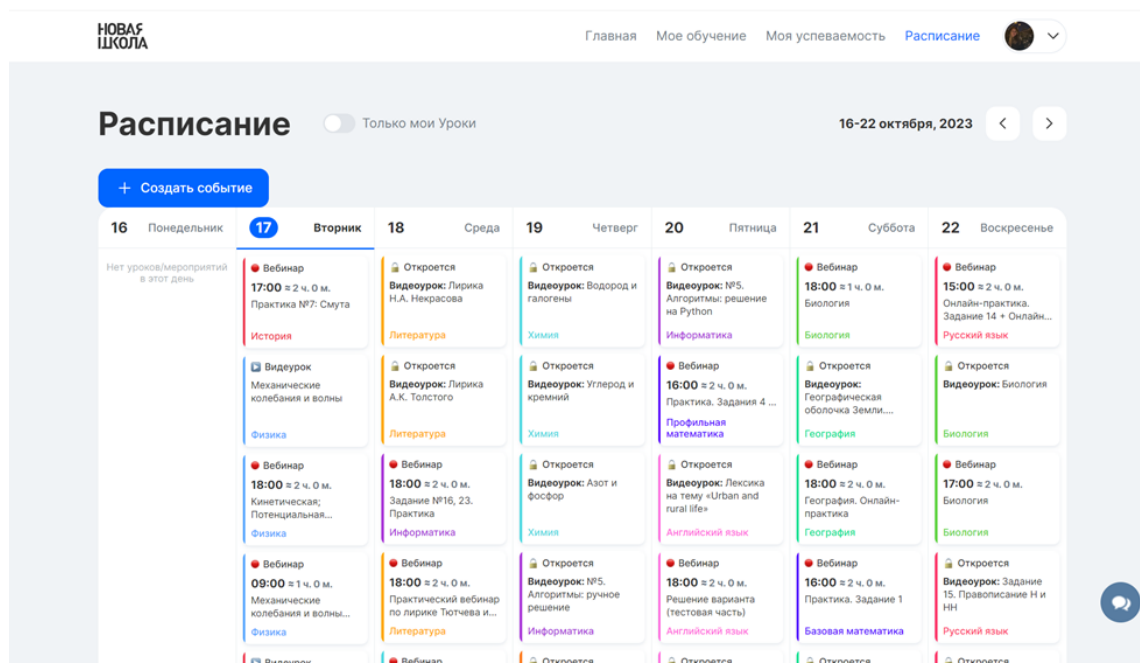 НОВАЯ
ШКОЛА
Главная Мое обучение Моя успеваемость Расписание
Расписание
Только мои Уроки
16-22 октября, 2023
+ Создать событие
16 Понедельник
Нет уроков/мероприятий
в этот день
17 Вторник
Вебинар
17:00 ≈ 2 ч. 0 м.
Практика №7: Смута
История
Видеурок
Механические
колебания и волны
Физика
Вебинар
18:00 ≈ 2 ч. 0 м.
Кинетическая;
Потенциальная...
Физика
Вебинар
09:00 ≈ 1 ч. 0 м.
Механические
колебания и волны...
Физика
Видеурок
18 Среда
Откроется
Видеоурок: Лирика
Н.А. Некрасова
Литература
Откроется
Видеоурок: Лирика
А.К. Толстого
Литература
Вебинар
18:00 ≈ 2 ч. 0 м.
Задание №16, 23.
Практика
Информатика
Вебинар
18:00 ≈ 2 ч. 0 м.
Практический вебинар
по лирике Тютчева и...
Литература
Вебинар
19 Четверг
Откроется
Видеоурок: Водород и
галогены
Химия
Откроется
Видеоурок: Углерод и
кремний
Химия
Откроется
Видеоурок: Азот и
фосфор
Химия
Откроется
Видеоурок: №5.
Алгоритмы: ручное
решение
Информатика
Откроется
20 Пятница
Откроется
Видеоурок: №5.
Алгоритмы: решение
на Python
Информатика
Вебинар
16:00 ≈ 2 ч. 0 м.
Практика. Задания 4 ...
Профильная
математика
Откроется
Видеоурок: Лексика
на тему «Urban and
rural life»
Английский язык
Вебинар
18:00 ≈ 2 ч. 0 м.
Решение варианта
(тестовая часть)
Английский язык
Откроется
21 Суббота
Вебинар
18:00 ≈ 1 ч. 0 м.
Биология
Биология
Откроется
Видеоурок:
Географическая
оболочка Земли....
География
Вебинар
18:00 ≈ 2 ч. 0 м.
География. Онлайн-
практика
География
Вебинар
16:00 ≈ 2 ч. 0 м.
Практика. Задание 1
Базовая математика
Откроется
22 Воскресенье
Вебинар
15:00 ≈ 2 ч. 0 м.
Онлайн-практика.
Задание 14 + Онлайн...
Русский язык
Откроется
Видеоурок: Биология
Биология
Вебинар
17:00 ≈ 2 ч. 0 м.
Биология
Биология
Откроется
Видеоурок: Задание
15. Правописание Н и
НН
Русский язык
Откроется